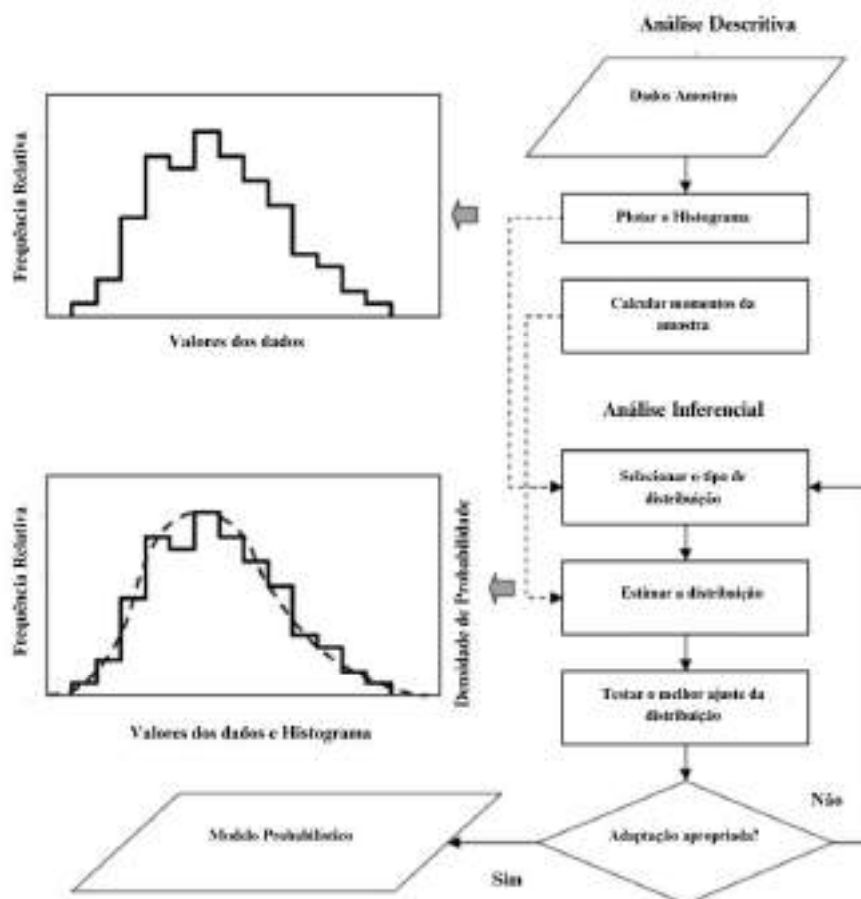 Análise Descritiva
Dados Amostras
Plotar o Histograma
Calcular momentos da
amostra
Frequência Relativa
Valores dos dados
Análise Inferencial
Selecionar o tipo de
distribuição
Estimar a distribuição
Testar o melhor ajuste da
distribuição
Frequência Relativa
Densidade de Probabilidade
Valores dos dados e Histograma
Adaptação apropriada?
Não
Sim
Modelo Probabilístico